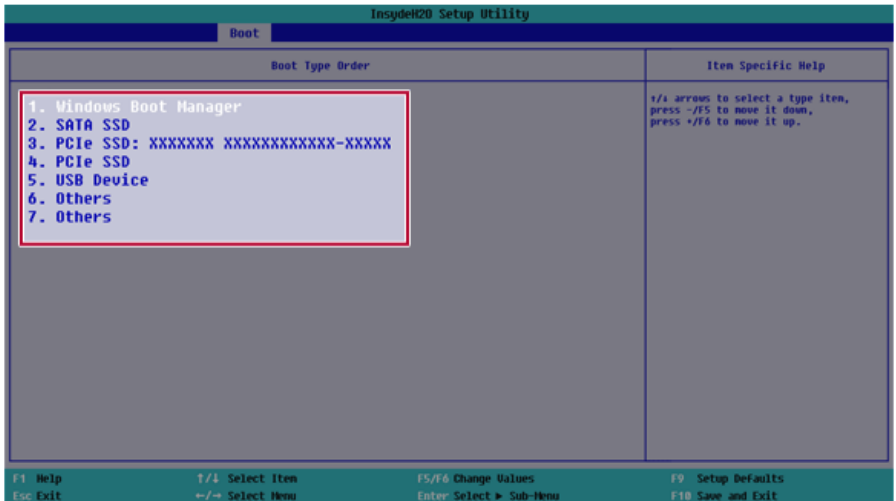 InsydeH20 Setup Utility
Boot
Boot Type Order
Item Specific Help
1. Windows Boot Manager
2. SATA SSD
3. PCIe SSD: XXXXXXX XXXXXXXXXXXX-XXXXX
4. PCIe SSD
5. USB Device
6. Others
7. Others
↑/↓ arrows to select a type item,
press -/F5 to move it down,
press +/F6 to move it up.
F1 Help ↑/↓ Select Item F5/F6 Change Values F9 Setup Defaults
Esc Exit ←/→ Select Menu Enter Select ► Sub-Menu F10 Save and Exit